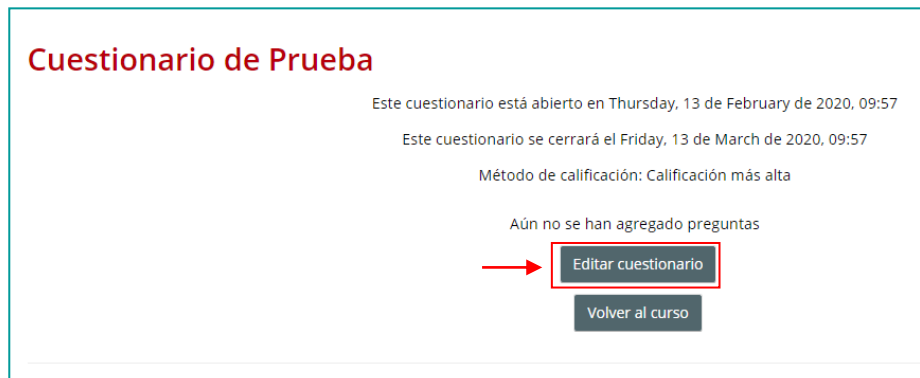 Cuestionario de Prueba
Este cuestionario está abierto en Thursday, 13 de February de 2020, 09:57
Este cuestionario se cerrará el Friday, 13 de March de 2020, 09:57
Método de calificación: Calificación más alta
Aún no se han agregado preguntas
Editar cuestionario
Volver al curso